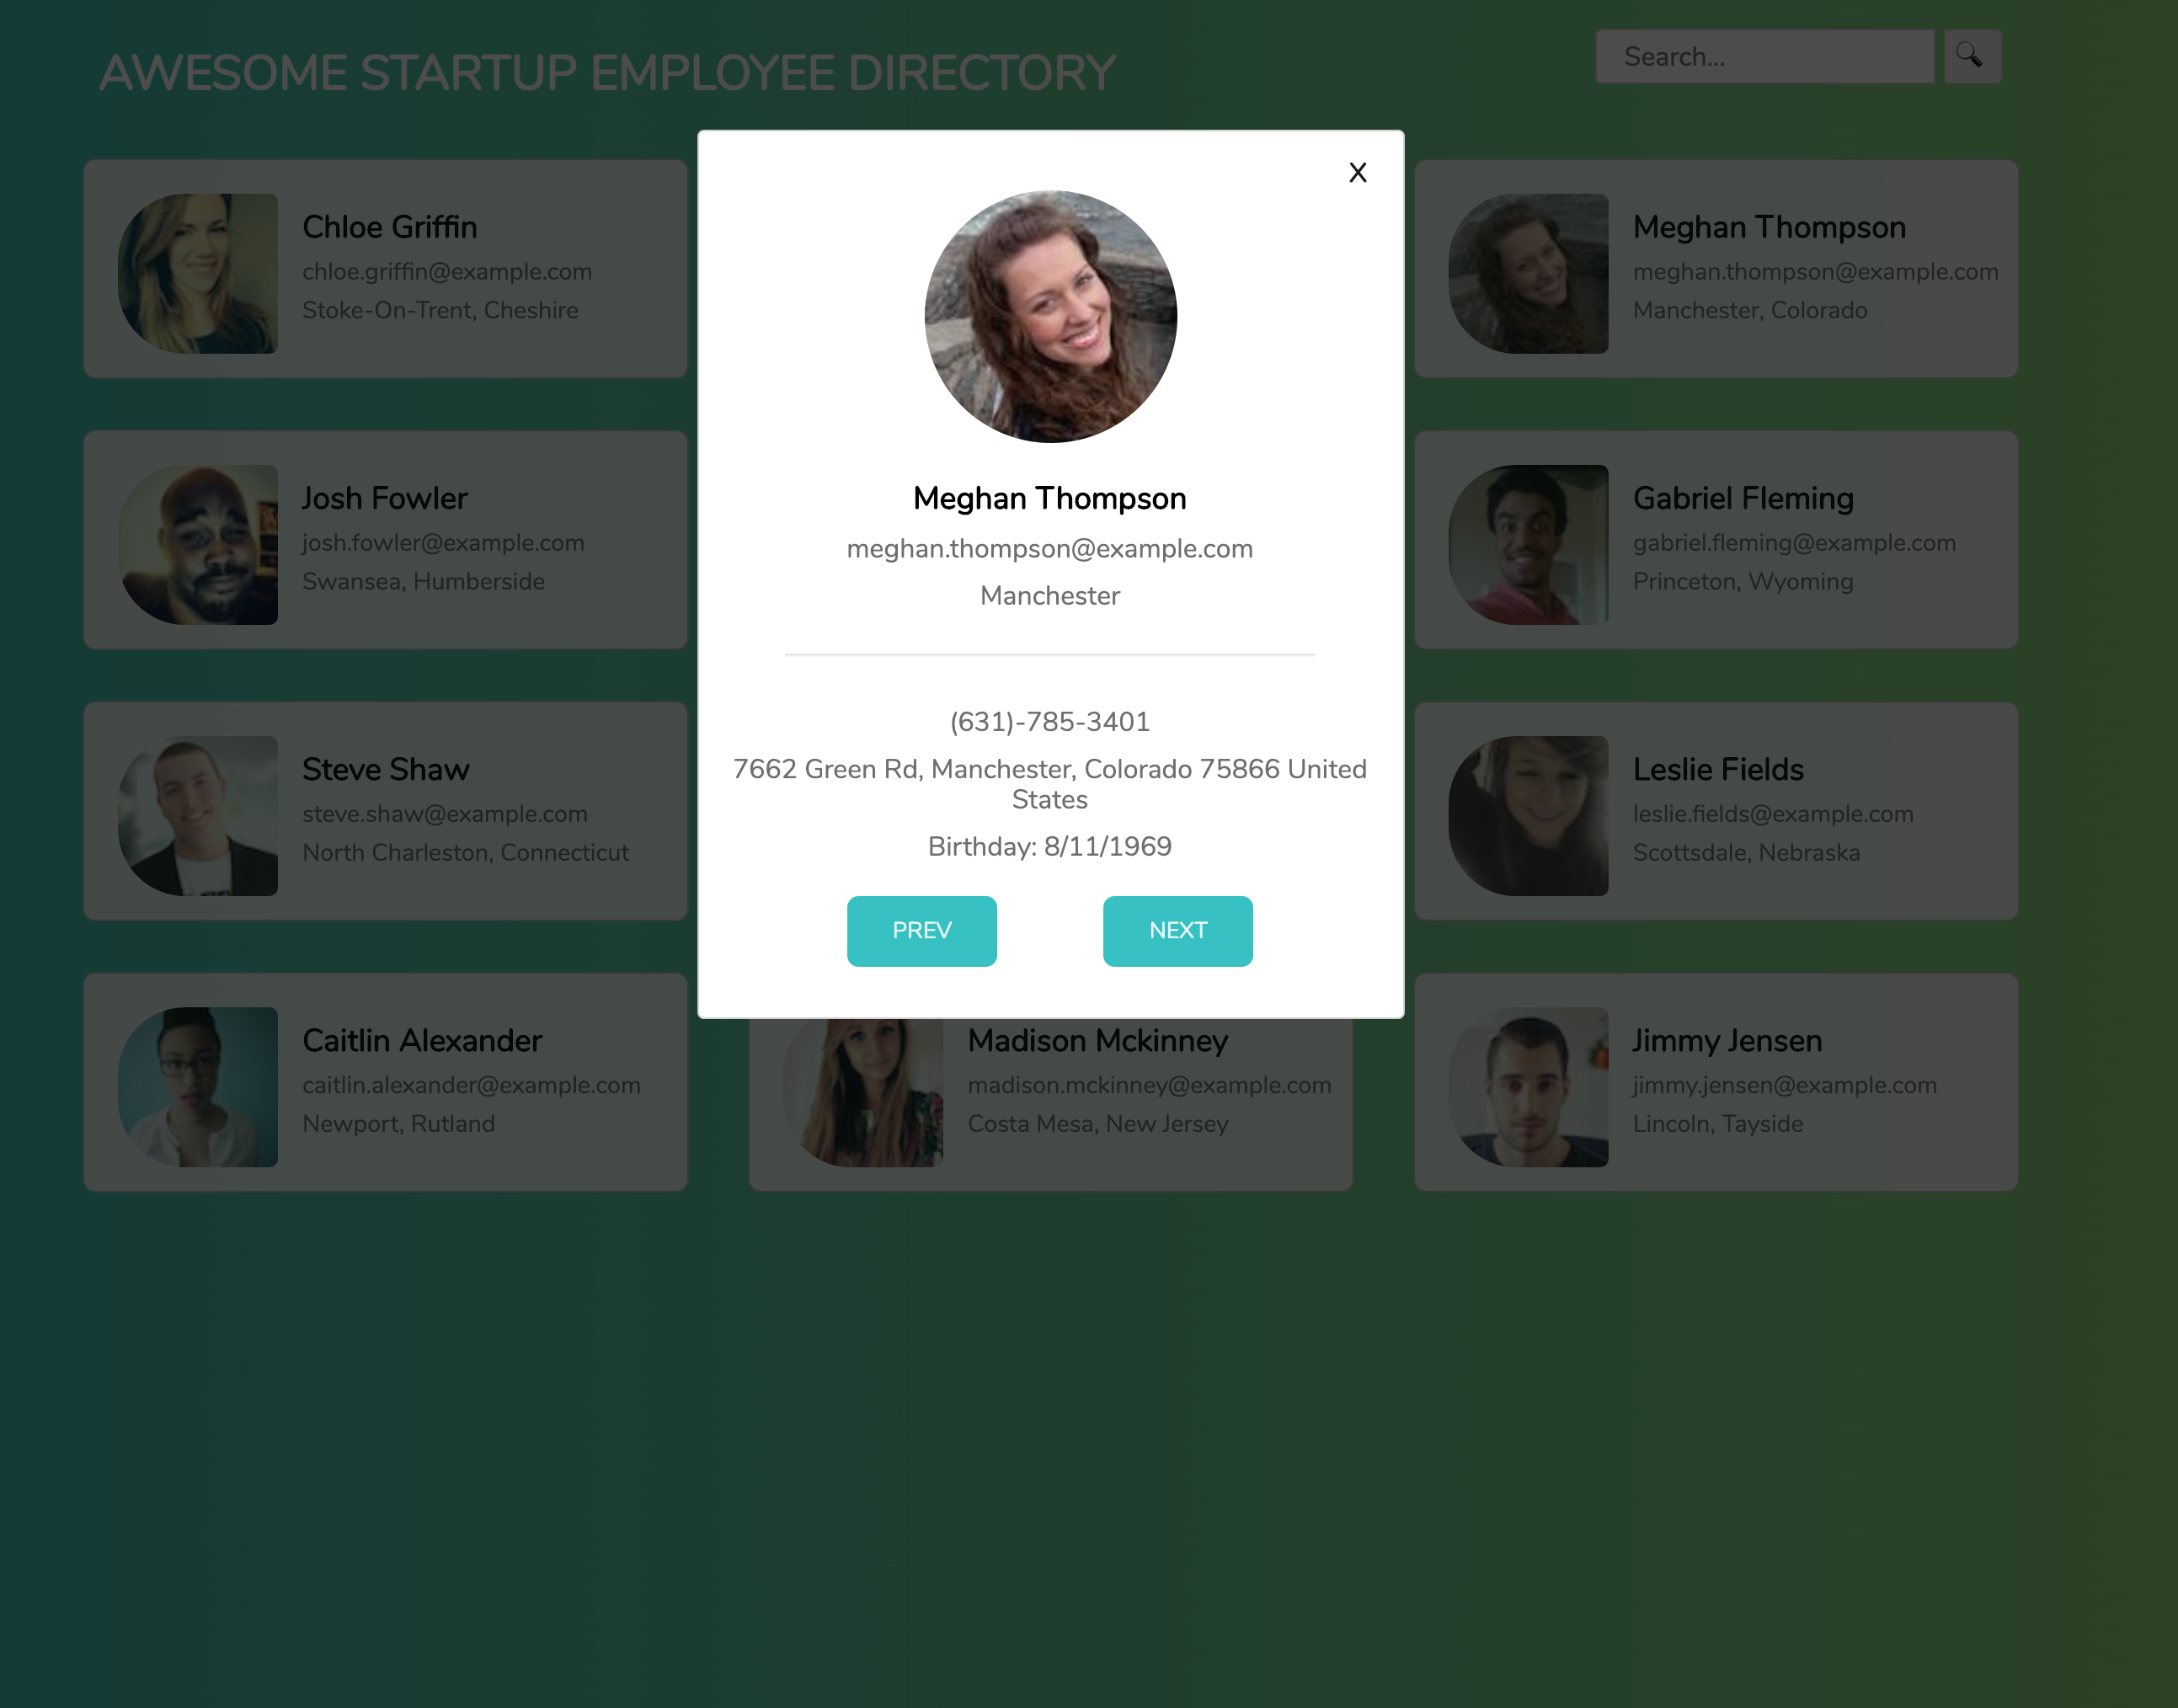 AWESOME STARTUP EMPLOYEE DIRECTORY
Search...
X
Meghan Thompson
meghan.thompson@example.com
Manchester
(631)-785-3401
7662 Green Rd, Manchester, Colorado 75866 United
States
Birthday: 8/11/1969
PREV
NEXT
Chloe Griffin
chloe.griffin@example.com
Stoke-On-Trent, Cheshire
Meghan Thompson
meghan.thompson@example.com
Manchester, Colorado
Josh Fowler
josh.fowler@example.com
Swansea, Humberside
Gabriel Fleming
gabriel.fleming@example.com
Princeton, Wyoming
Steve Shaw
steve.shaw@example.com
North Charleston, Connecticut
Leslie Fields
leslie.fields@example.com
Scottsdale, Nebraska
Caitlin Alexander
caitlin.alexander@example.com
Newport, Rutland
Madison Mckinney
madison.mckinney@example.com
Costa Mesa, New Jersey
Jimmy Jensen
jimmy.jensen@example.com
Lincoln, Tayside